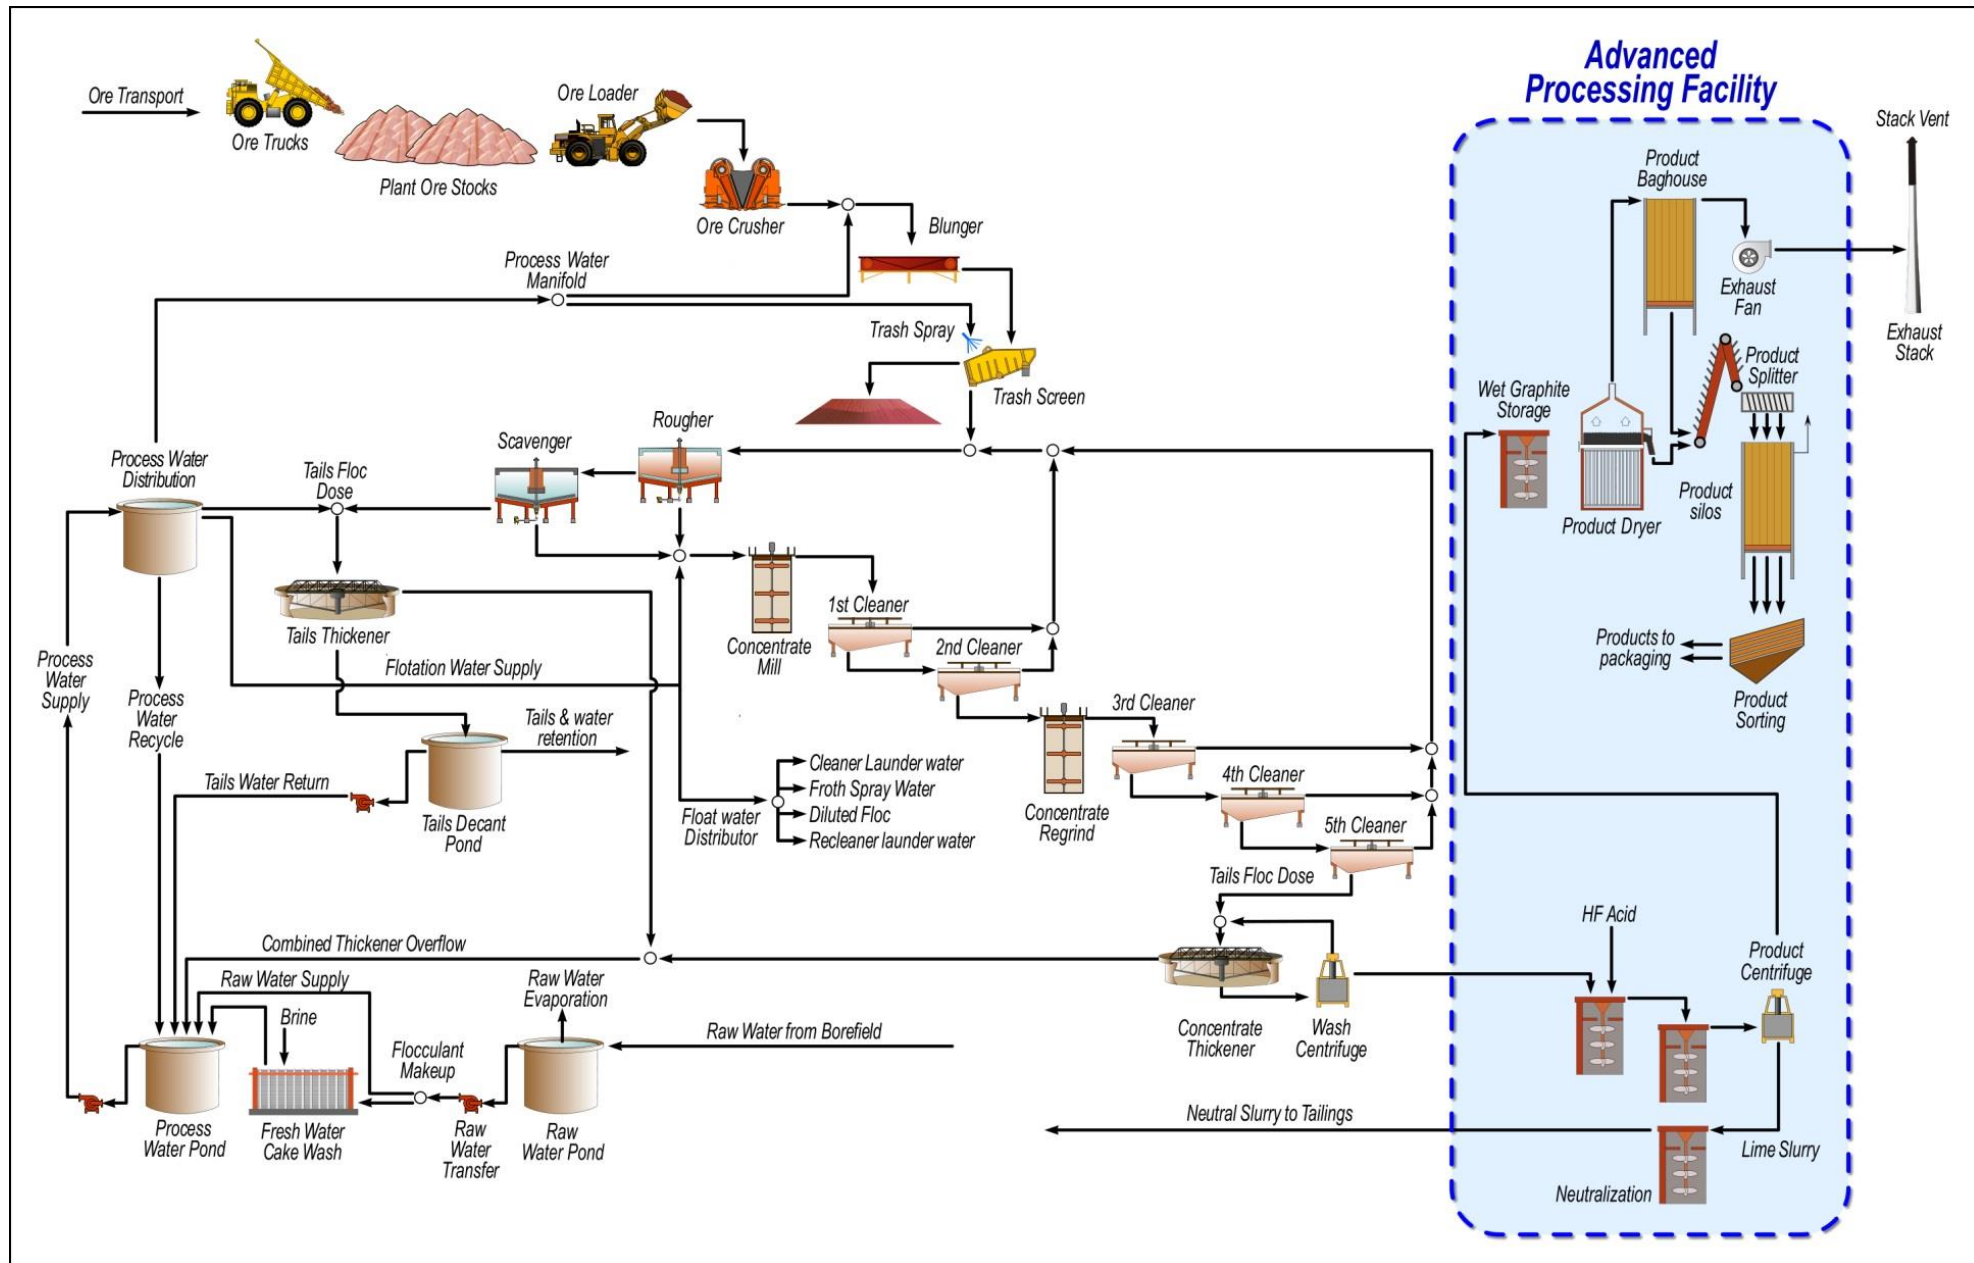 Advanced
Processing Facility
Ore Transport
Ore Trucks
Plant Ore Stocks
Ore Loader
Ore Crusher
Blunger
Process Water
Manifold
Trash Spray
Trash Screen
Rougher
Scavenger
Process Water
Distribution
Tails Floc
Dose
Tails Thickener
Concentrate
Mill
1st Cleaner
2nd Cleaner
3rd Cleaner
4th Cleaner
5th Cleaner
Concentrate
Regrind
Process
Water
Supply
Process
Water
Recycle
Flotation Water Supply
Tails & water
retention
Tails Water Return
Tails Decant
Pond
Float water
Distributor
Cleaner Launder water
Froth Spray Water
Diluted Floc
Recleaner launder water
Tails Floc Dose
Combined Thickener Overflow
Raw Water Supply
Brine
Raw Water
Evaporation
Flocculant
Makeup
Raw Water from Borefield
Process
Water Pond
Fresh Water
Cake Wash
Raw
Water
Transfer
Raw
Water Pond
Concentrate
Thickener
Wash
Centrifuge
Neutral Slurry to Tailings
Stack Vent
Exhaust
Stack
Product
Baghouse
Exhaust
Fan
Product
Splitter
Wet Graphite
Storage
Product Dryer
Product
silos
Products to
packaging
Product
Sorting
HF Acid
Product
Centrifuge
Lime Slurry
Neutralization